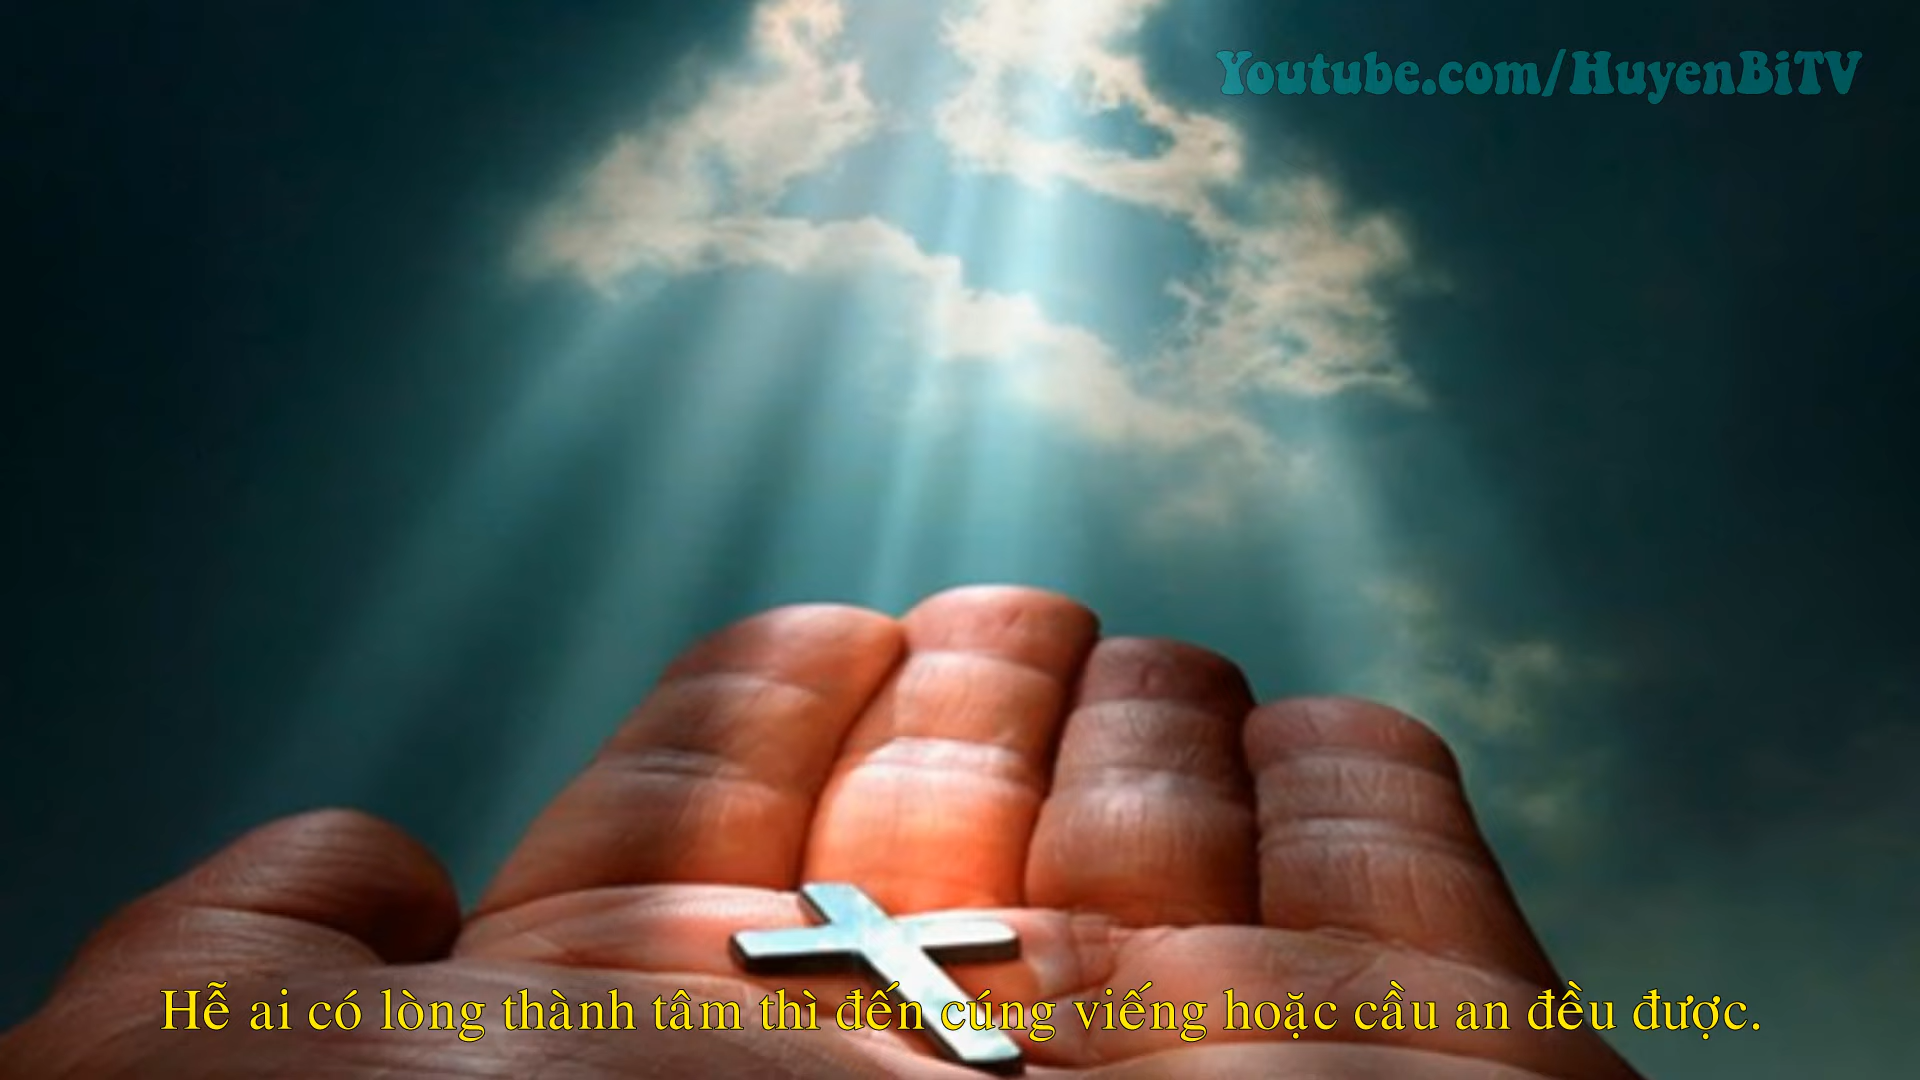 Youtube.com/HuyenBiTV
Hễ ai có lòng thành tâm thì đến cúng viếng hoặc cầu an đều được.